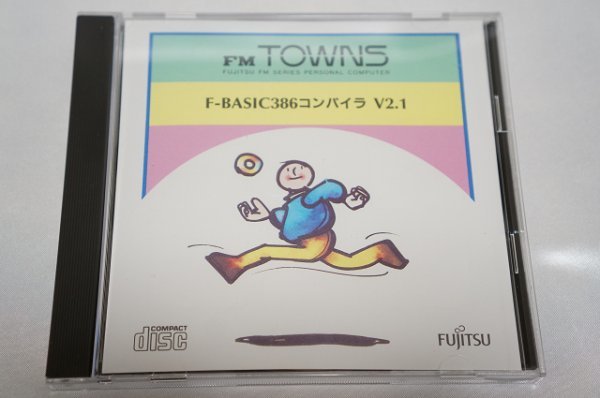 FM TOWNS
FUJITSU FM SERIES PERSONAL COMPUTER
F-BASIC386コンパイラ V2.1
COMPACT
disc
FUJITSU